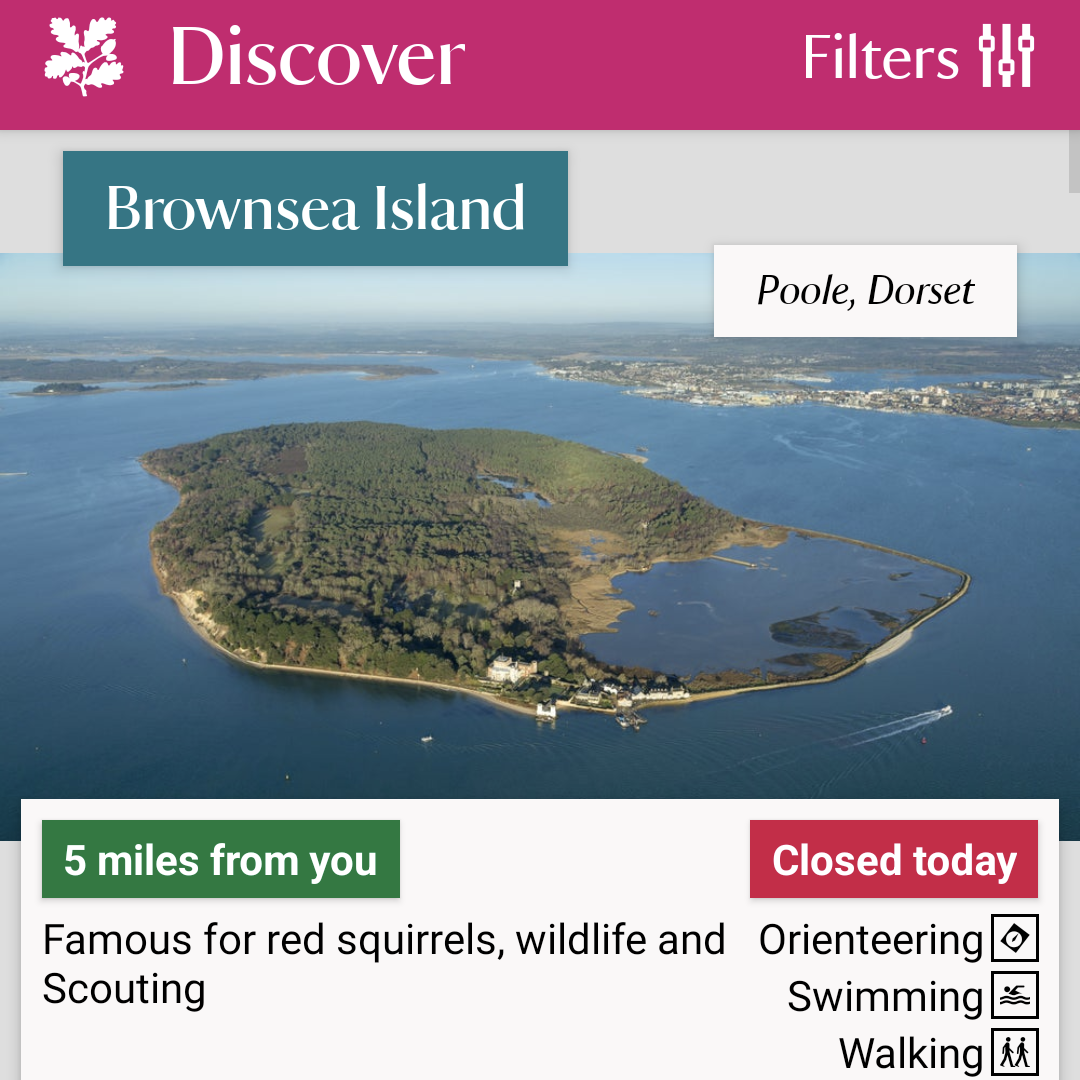 Discover
Filters
Brownsea Island
Poole, Dorset
5 miles from you
Closed today
Famous for red squirrels, wildlife and
Scouting
Orienteering
Swimming
Walking